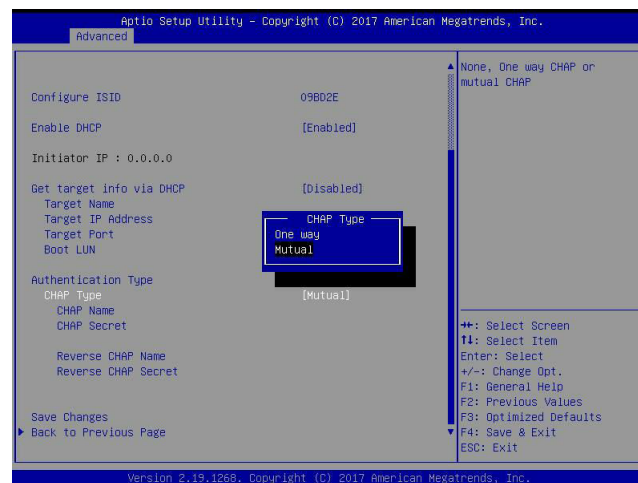 Aptio Setup Utility – Copyright (C) 2017 American Megatrends, Inc.
Advanced
Configure ISID 09BD2E
Enable DHCP [Enabled]
Initiator IP : 0.0.0.0
Get target info via DHCP [Disabled]
Target Name
Target IP Address
Target Port
Boot LUN
CHAP Type
One way
Mutual
Authentication Type
CHAP Type [Mutual]
CHAP Name
CHAP Secret
Reverse CHAP Name
Reverse CHAP Secret
Save Changes
Back to Previous Page
None, One way CHAP or
mutual CHAP
→←: Select Screen
↑↓: Select Item
Enter: Select
+/-: Change Opt.
F1: General Help
F2: Previous Values
F3: Optimized Defaults
F4: Save & Exit
ESC: Exit
Version 2.19.1268. Copyright (C) 2017 American Megatrends, Inc.